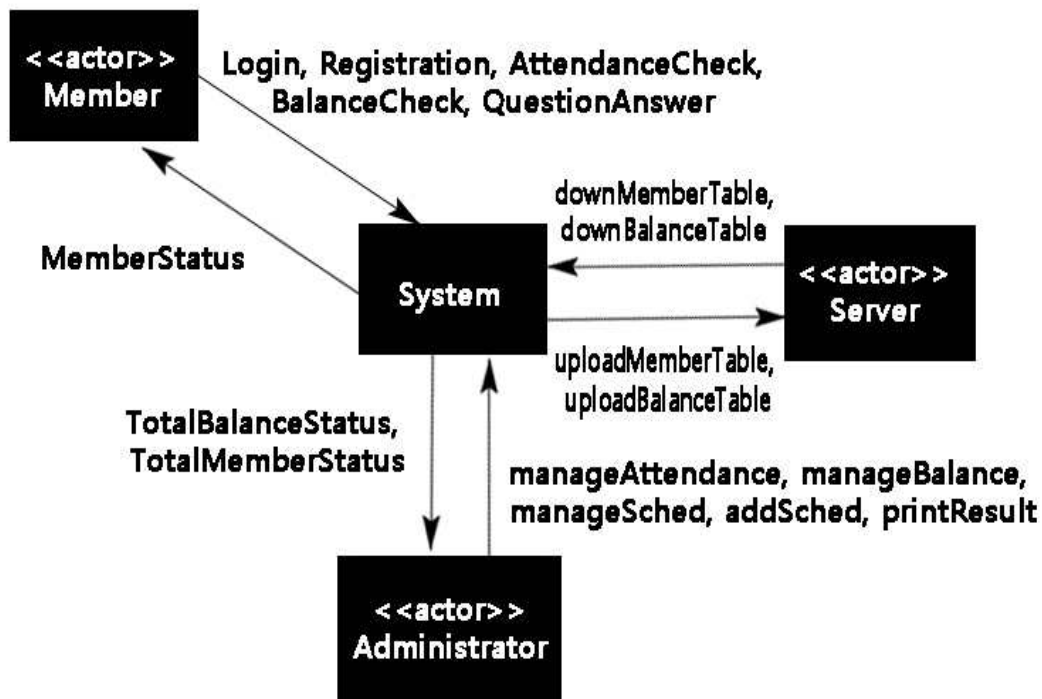 <<actor>>
Member
Login, Registration, AttendanceCheck,
BalanceCheck, QuestionAnswer
downMemberTable,
downBalanceTable
MemberStatus
System
<<actor>>
Server
uploadMemberTable,
uploadBalanceTable
TotalBalanceStatus,
TotalMemberStatus
manageAttendance, manageBalance,
manageSched, addSched, printResult
<<actor>>
Administrator